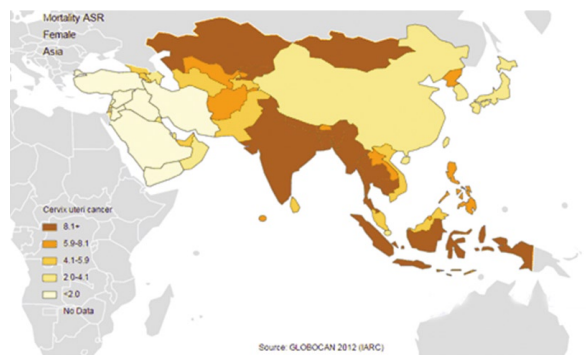 Mortality ASR
Female
Asia
Cervix uteri cancer
8.1+
5.9-8.1
4.1-5.9
2.0-4.1
<2.0
No Data
Source: GLOBOCAN 2012 (IARC)